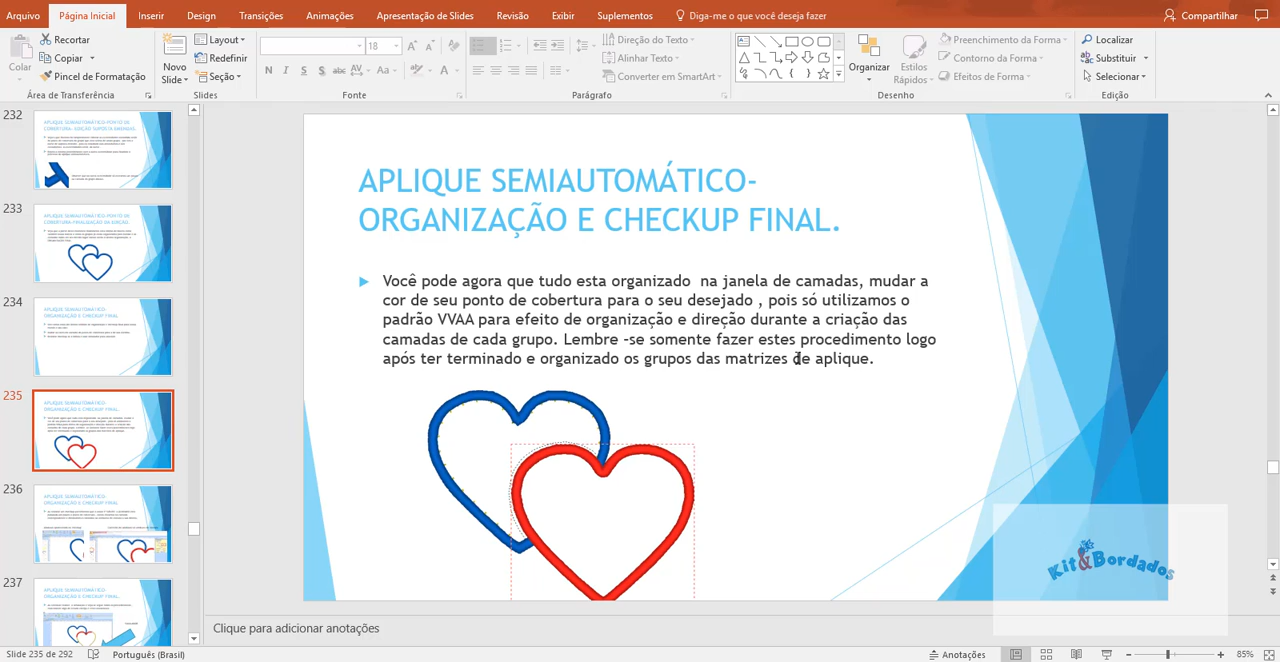 Arquivo Página Inicial Inserir Design Transições Animações Apresentação de Slides Revisão Exibir Suplementos Diga-me o que você deseja fazer Compartilhar
Colar
Recortar
Copiar
Pincel de Formatação
Área de Transferência
Novo Slide
Layout
Redefinir
Seção
Slides
18
N I S S abc AV Aa A
Fonte
Direção do Texto
Alinhar Texto
Converter em SmartArt
Parágrafo
Organizar
Estilos Rápidos
Preenchimento da Forma
Contorno da Forma
Efeitos de Forma
Desenho
Localizar
Substituir
Selecionar
Edição
232
233
234
235
236
237
APLIQUE SEMIAUTOMÁTICO-
ORGANIZAÇÃO E CHECKUP FINAL.
Você pode agora que tudo esta organizado na janela de camadas, mudar a
cor de seu ponto de cobertura para o seu desejado , pois só utilizamos o
padrão VVAA por efeito de organização e direção durante a criação das
camadas de cada grupo. Lembre -se somente fazer estes procedimento logo
após ter terminado e organizado os grupos das matrizes de aplique.
Kit&Bordados
Clique para adicionar anotações
Slide 235 de 292 Português (Brasil) Anotações 85%